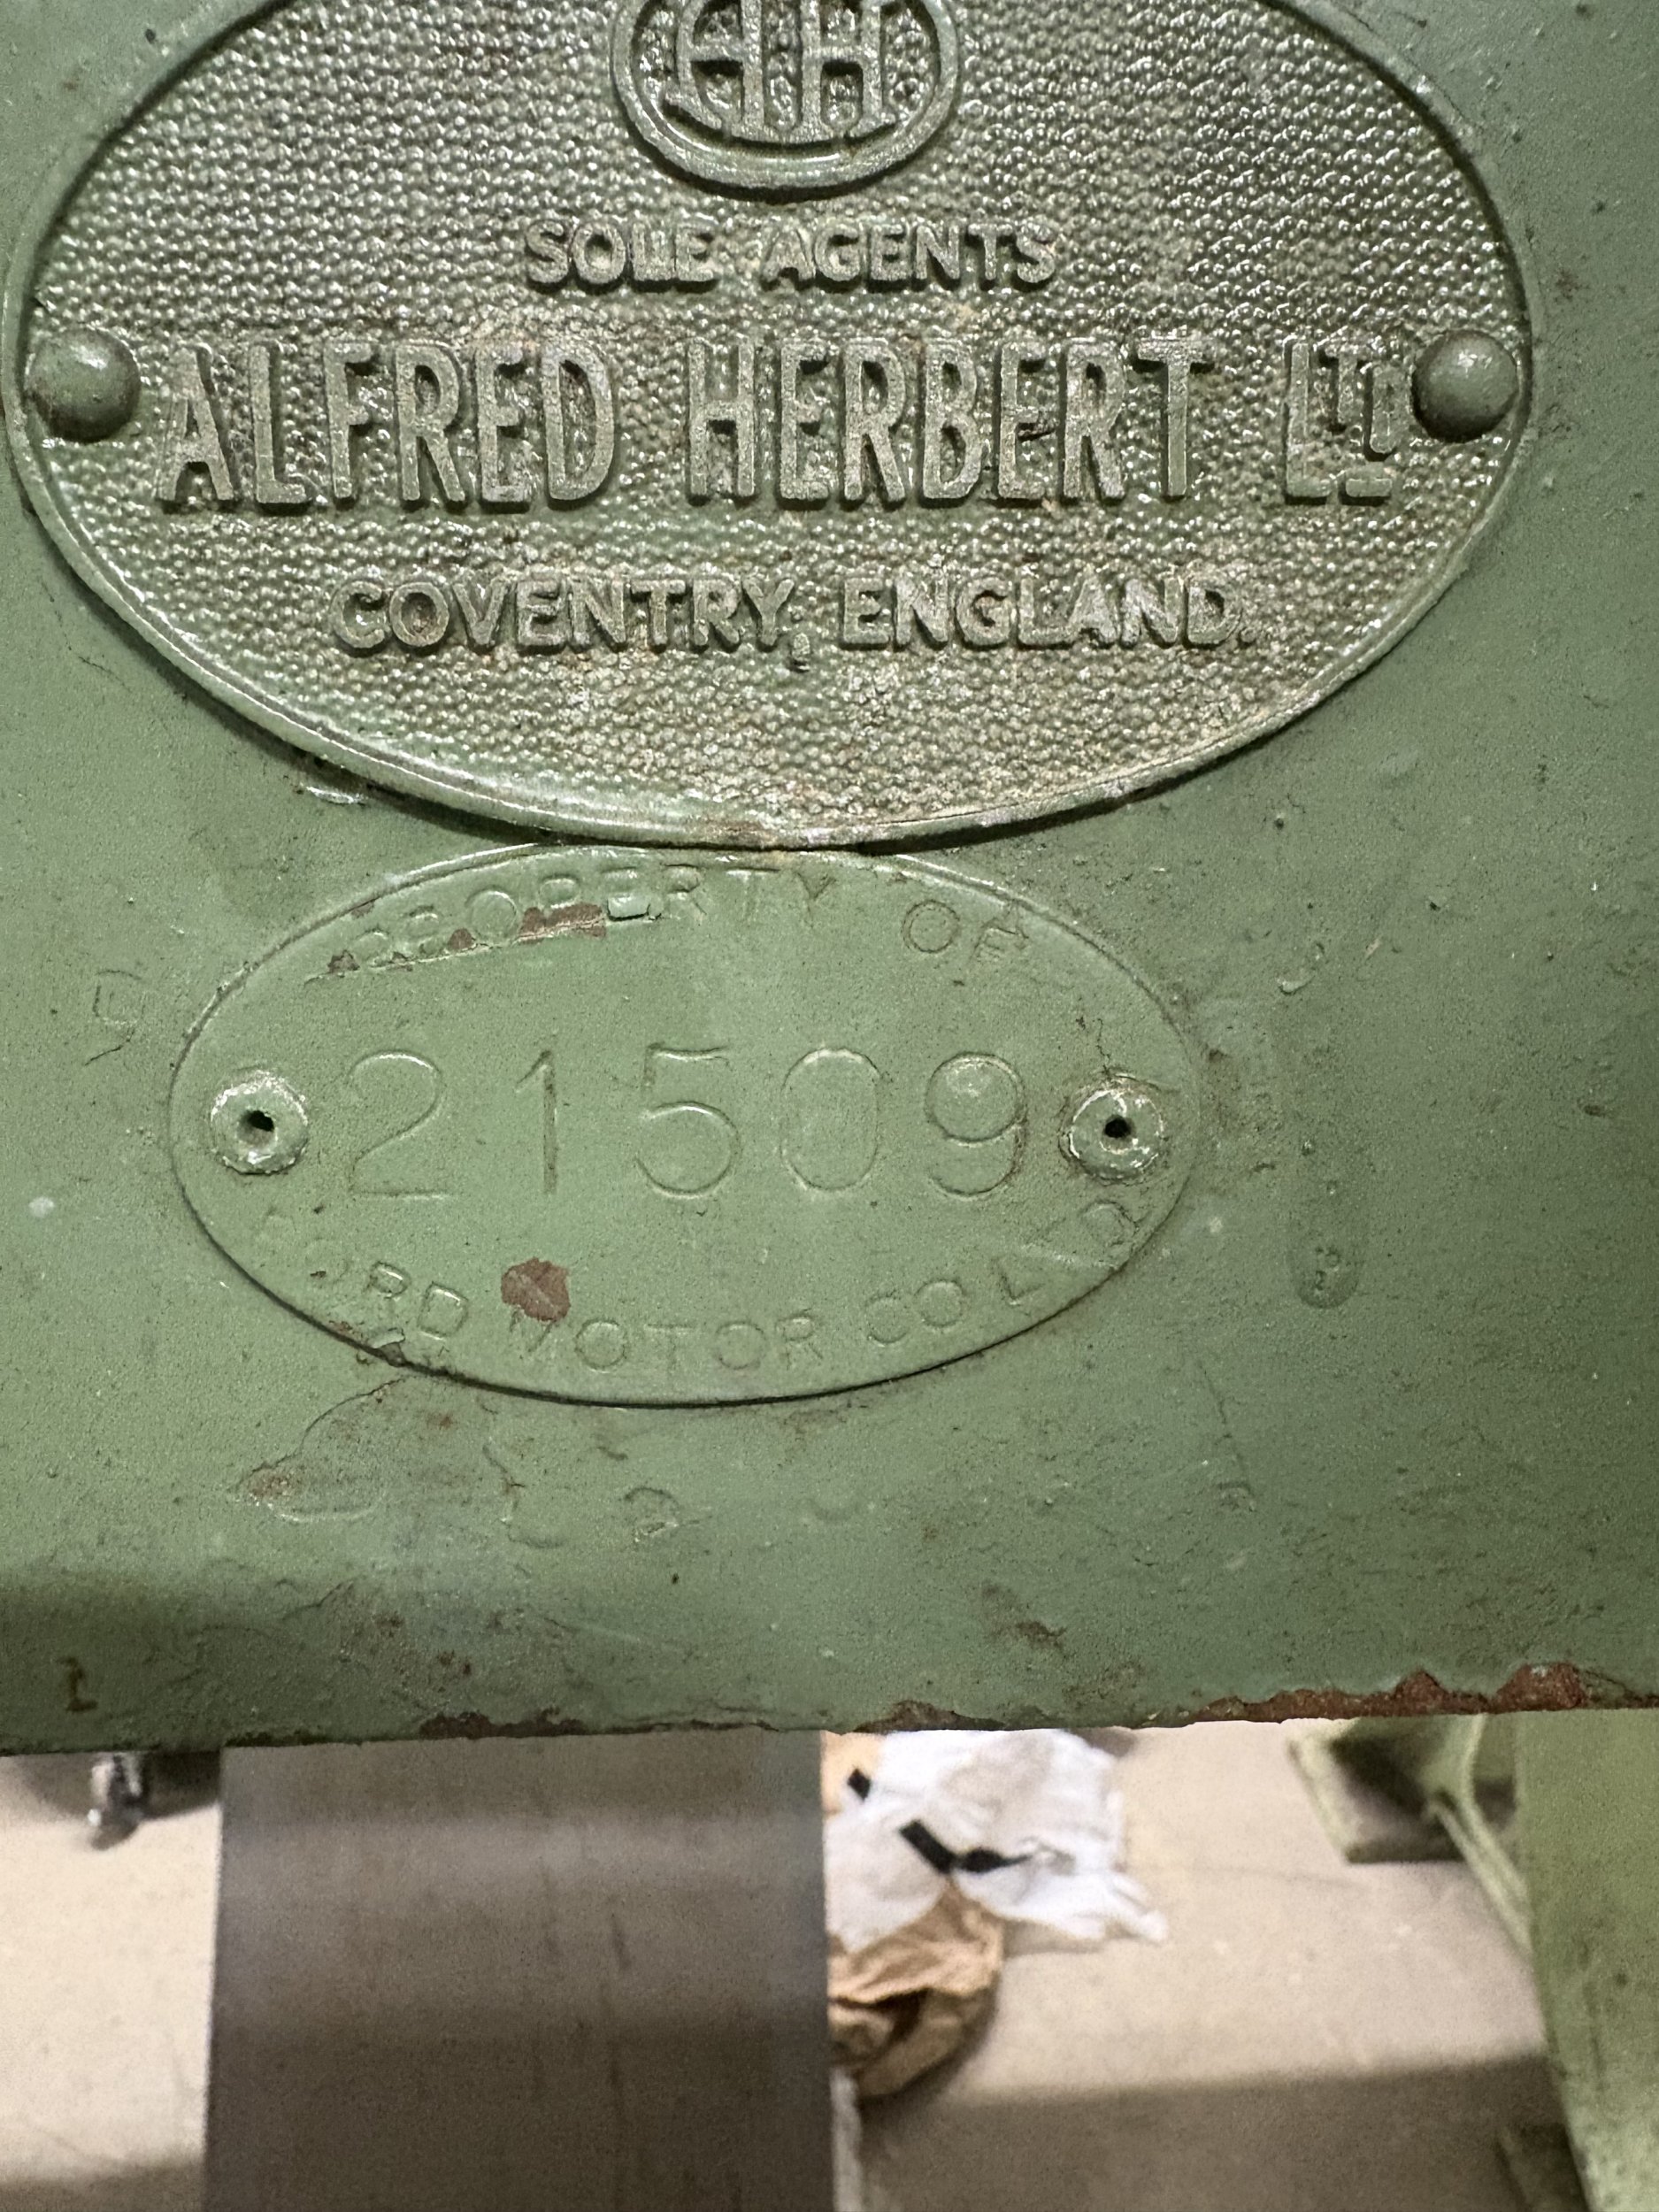 AH
SOLE AGENTS
ALFRED HERBERT LTD
COVENTRY, ENGLAND.
PROPERTY OF
21509
FORD MOTOR CO LTD